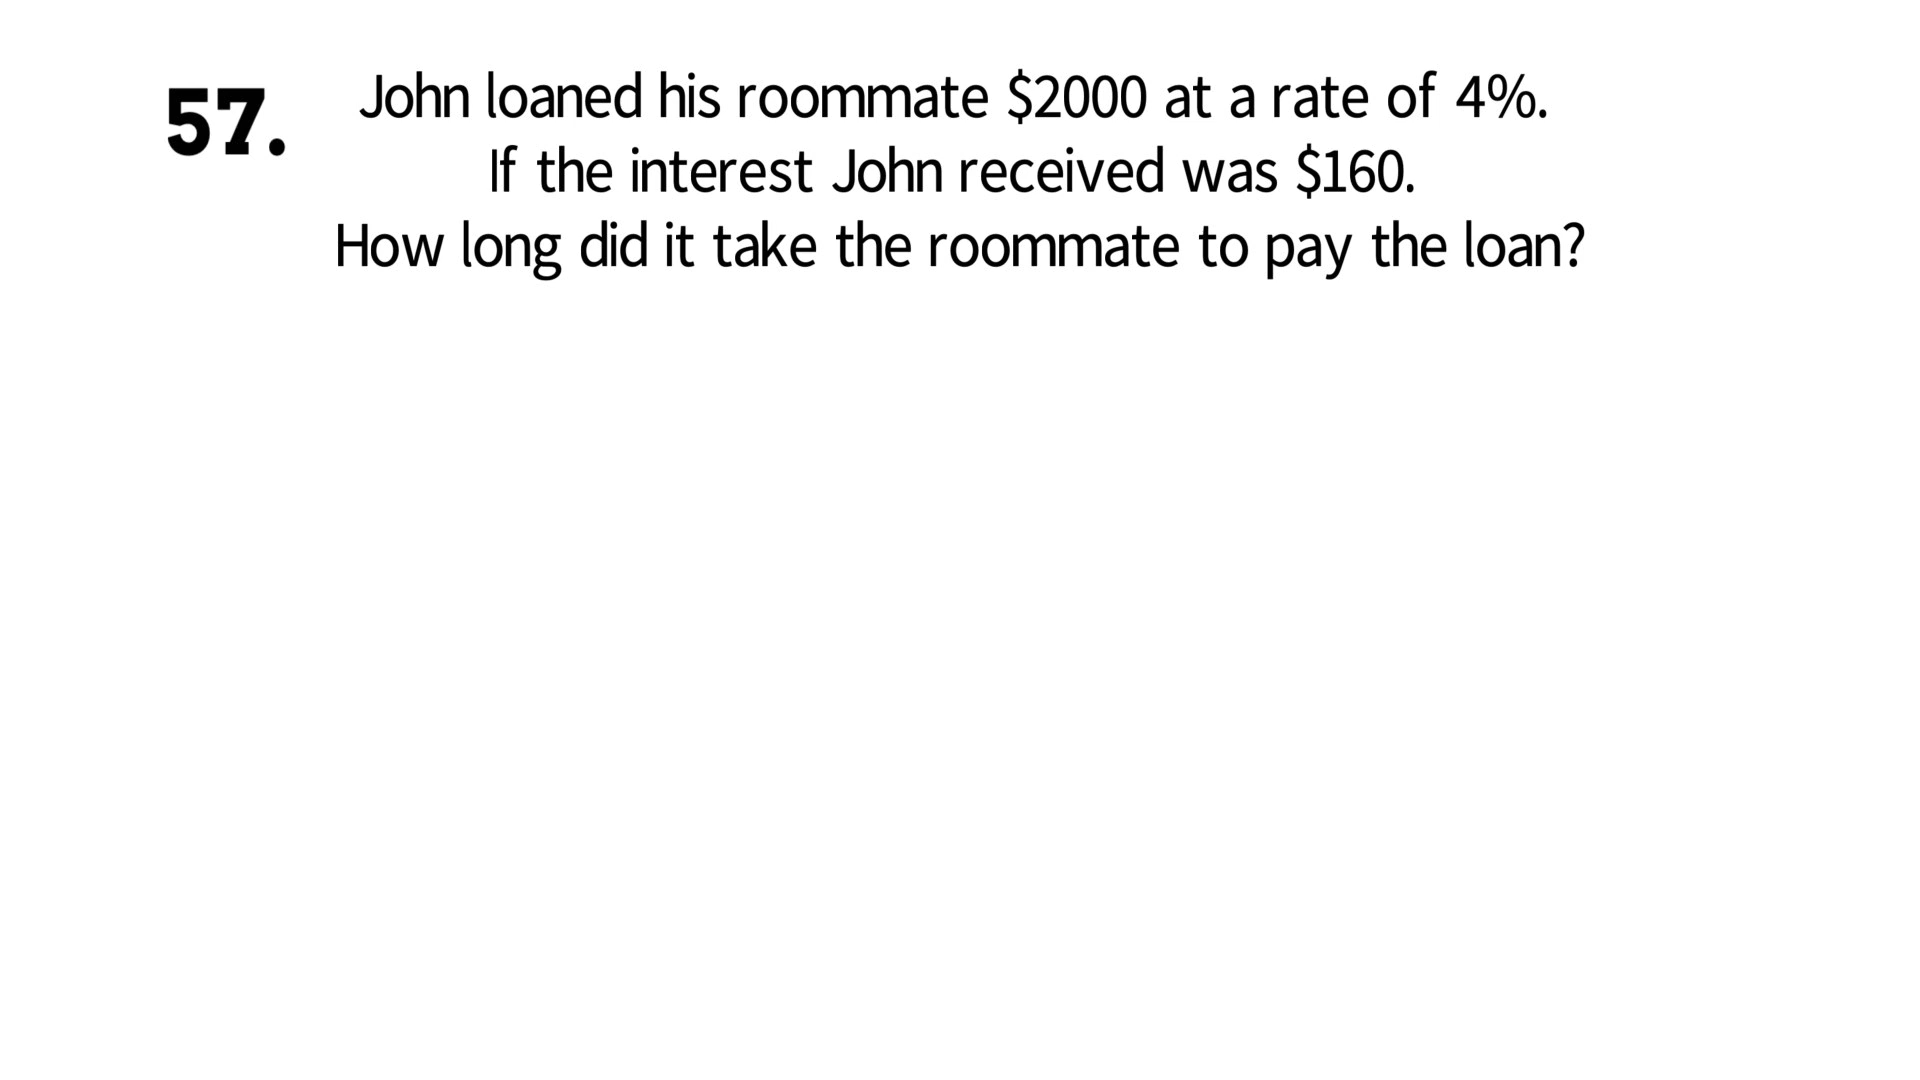 57. John loaned his roommate $2000 at a rate of 4%.
If the interest John received was $160.
How long did it take the roommate to pay the loan?